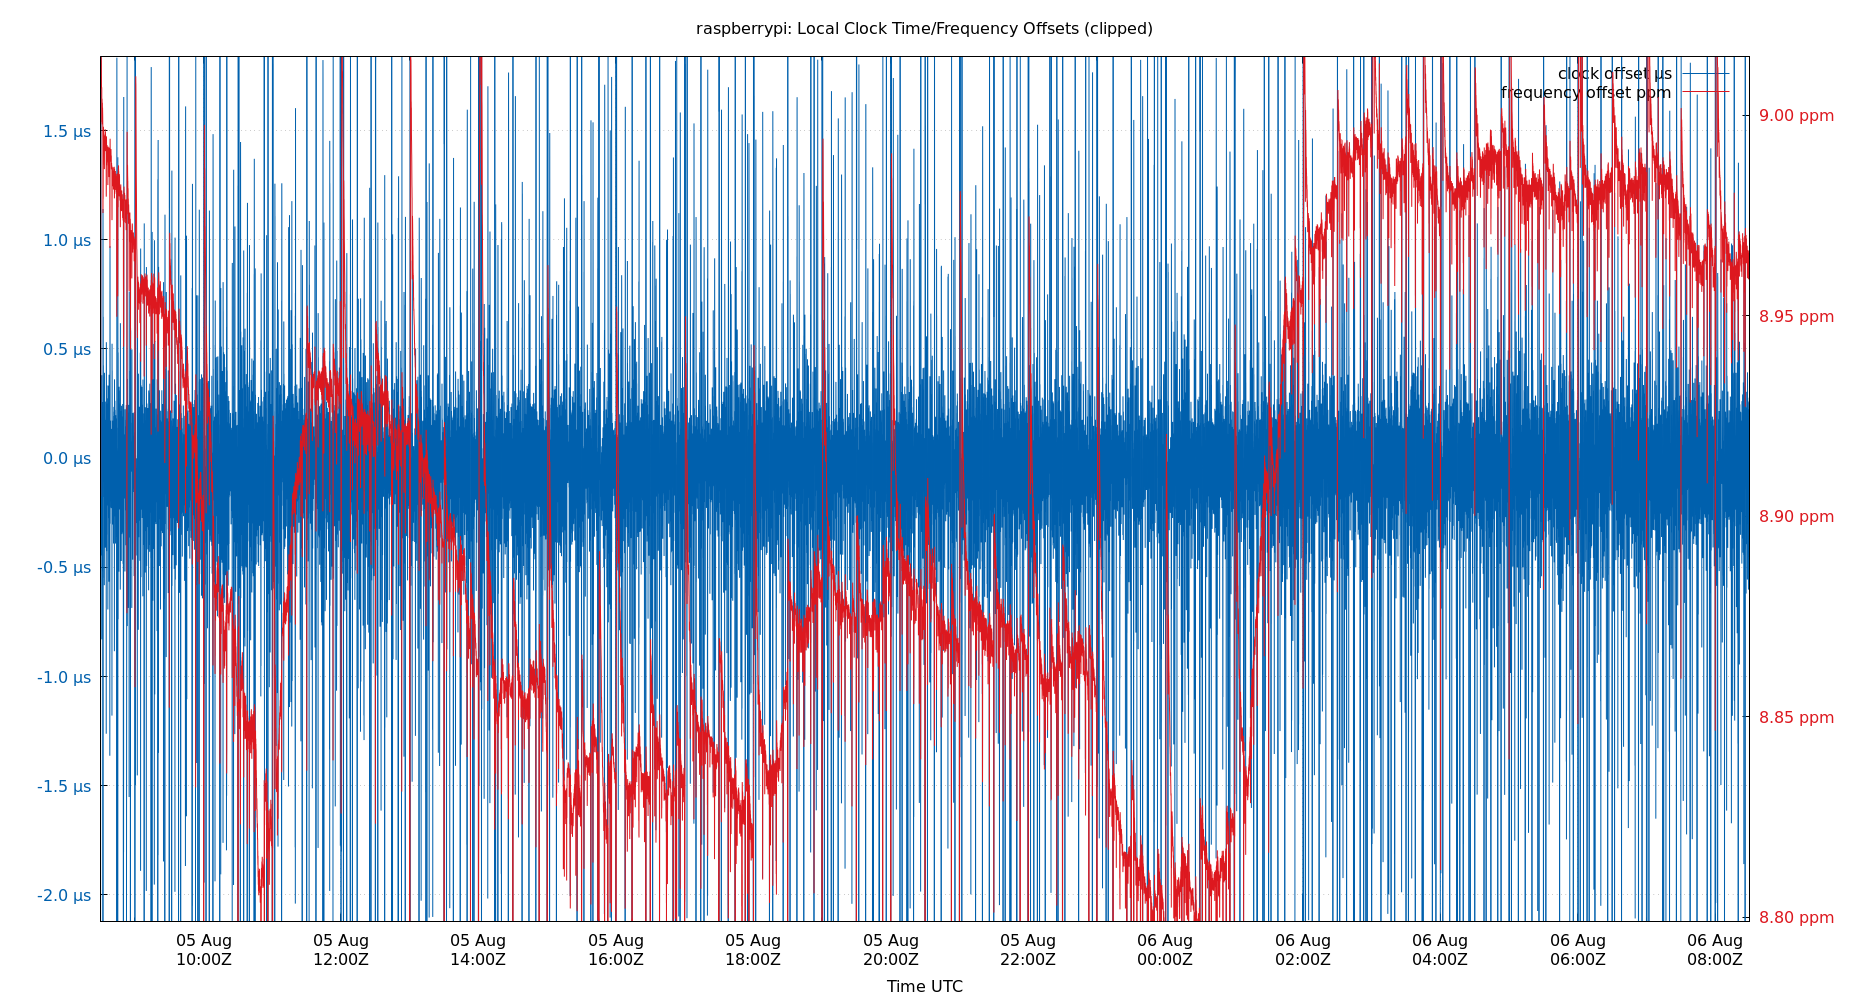 raspberrypi: Local Clock Time/Frequency Offsets (clipped)
clock offset µs
frequency offset ppm
1.5 µs
1.0 µs
0.5 µs
0.0 µs
-0.5 µs
-1.0 µs
-1.5 µs
-2.0 µs
9.00 ppm
8.95 ppm
8.90 ppm
8.85 ppm
8.80 ppm
05 Aug 05 Aug 05 Aug 05 Aug 05 Aug 05 Aug 05 Aug 06 Aug 06 Aug 06 Aug 06 Aug 06 Aug
10:00Z 12:00Z 14:00Z 16:00Z 18:00Z 20:00Z 22:00Z 00:00Z 02:00Z 04:00Z 06:00Z 08:00Z
Time UTC